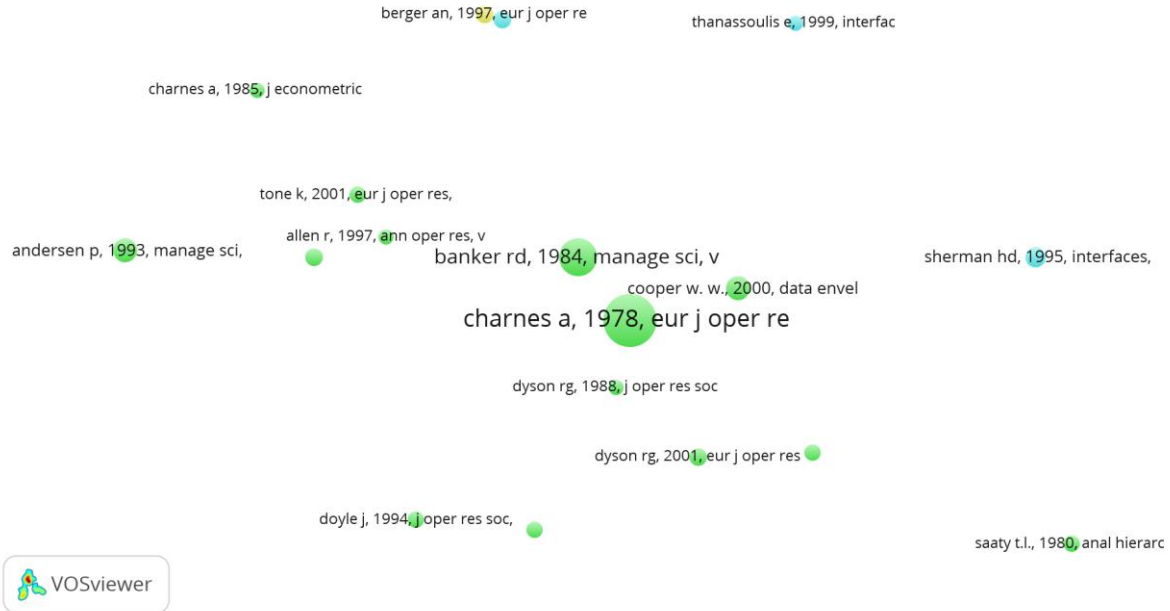 berger an, 1997, eur j oper re
thanassoulis e, 1999, interfac
charnes a, 1985, j econometric
tone k, 2001, eur j oper res,
allen r, 1997, ann oper res, v
andersen p, 1993, manage sci,
banker rd, 1984, manage sci, v
sherman hd, 1995, interfaces,
cooper w. w., 2000, data envel
charnes a, 1978, eur j oper re
dyson rg, 1988, j oper res soc
dyson rg, 2001, eur j oper res
doyle j, 1994, j oper res soc,
saaty t.l., 1980, anal hierarc
VOSviewer